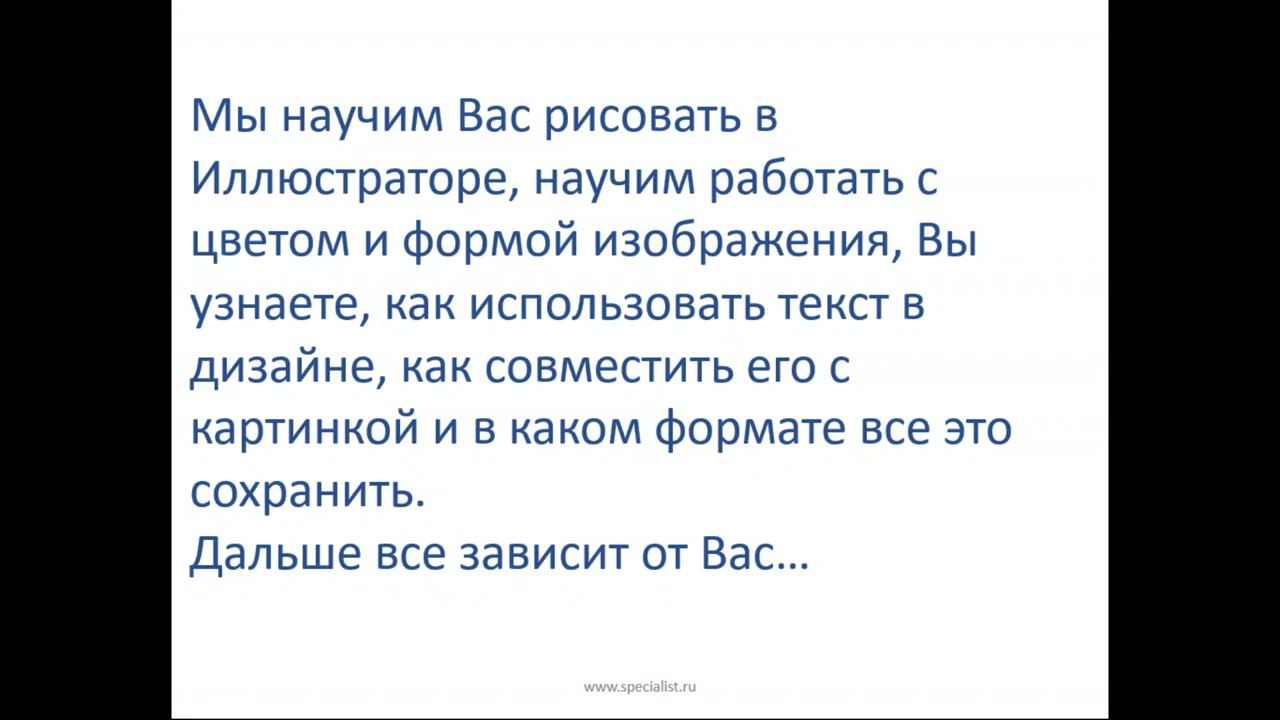 Мы научим Вас рисовать в
Иллюстраторе, научим работать с
цветом и формой изображения, Вы
узнаете, как использовать текст в
дизайне, как совместить его с
картинкой и в каком формате все это
сохранить.
Дальше все зависит от Вас…
www.specialist.ru